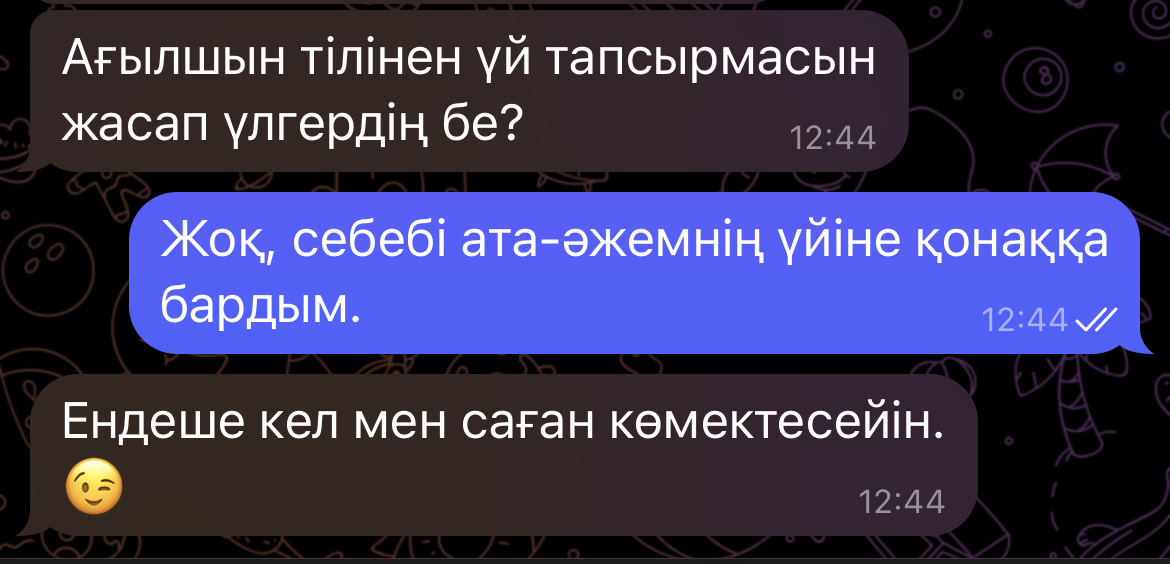 Ағылшын тілінен үй тапсырмасын
жасап үлгердің бе?
12:44
Жоқ, себебі ата-әжемнің үйіне қонаққа
бардым.
12:44
Ендеше кел мен саған көмектесейін.
😉
12:44